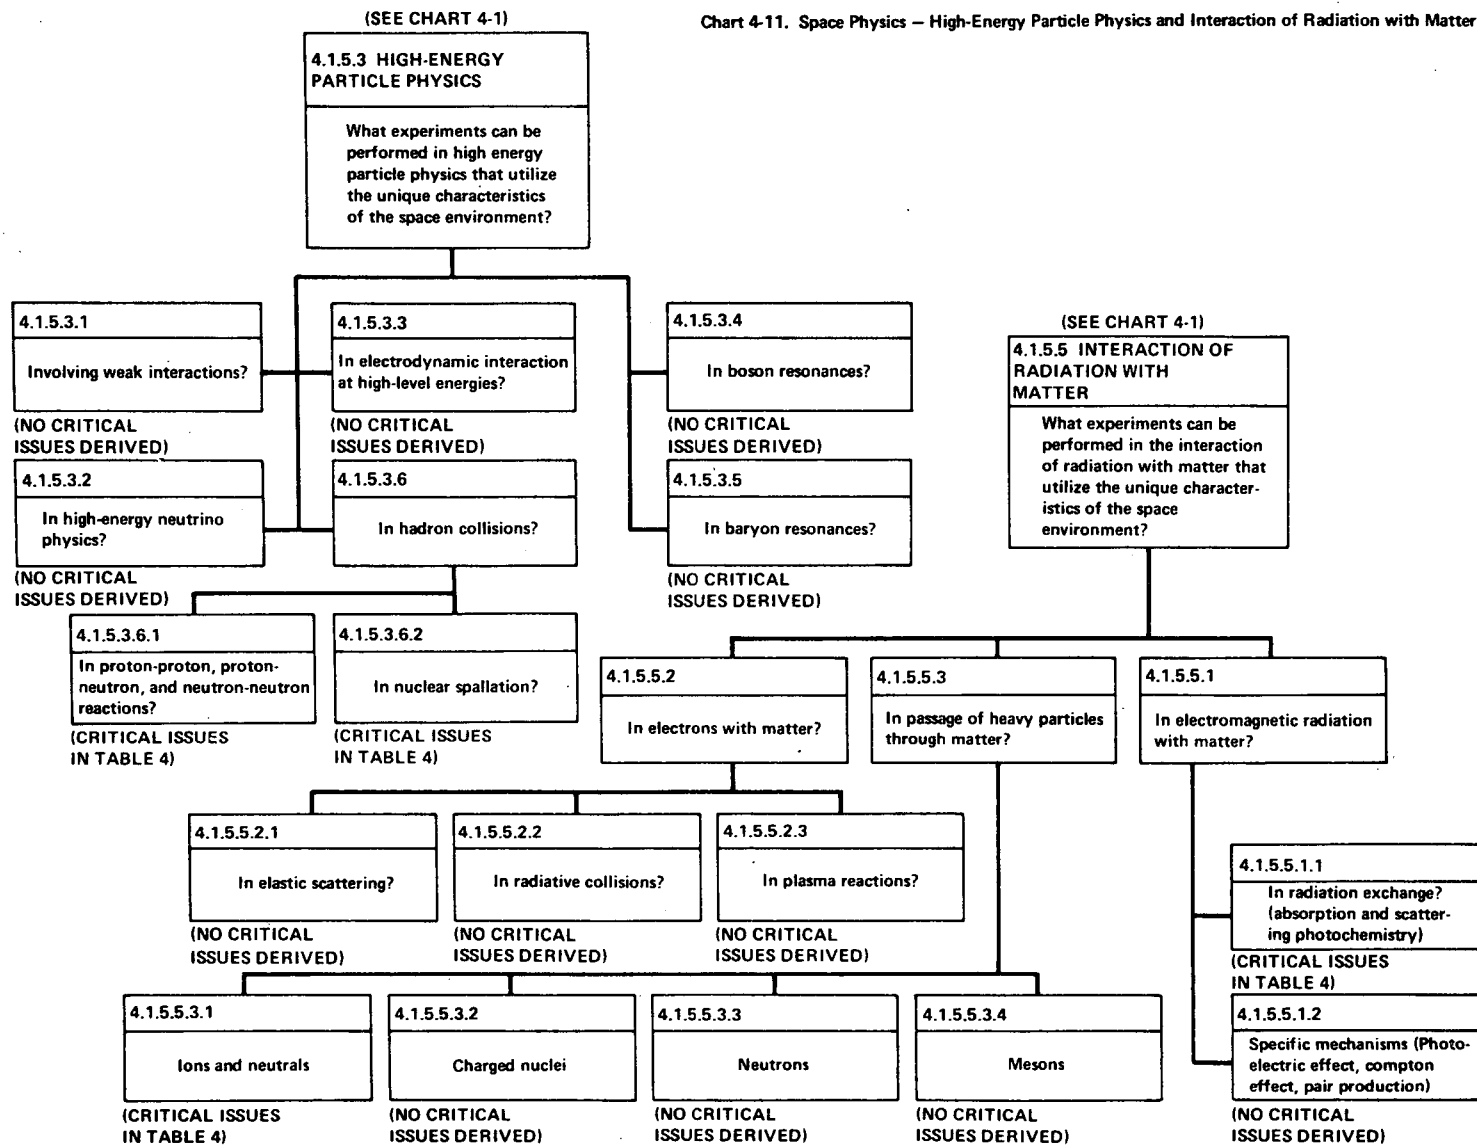 (SEE CHART 4-1)
Chart 4-11. Space Physics — High-Energy Particle Physics and Interaction of Radiation with Matter
4.1.5.3 HIGH-ENERGY
PARTICLE PHYSICS
What experiments can be
performed in high energy
particle physics that utilize
the unique characteristics
of the space environment?
4.1.5.3.1
Involving weak interactions?
(NO CRITICAL
ISSUES DERIVED)
4.1.5.3.3
In electrodynamic interaction
at high-level energies?
(NO CRITICAL
ISSUES DERIVED)
4.1.5.3.4
In boson resonances?
(NO CRITICAL
ISSUES DERIVED)
4.1.5.3.2
In high-energy neutrino
physics?
(NO CRITICAL
ISSUES DERIVED)
4.1.5.3.6
In hadron collisions?
4.1.5.3.5
In baryon resonances?
(NO CRITICAL
ISSUES DERIVED)
4.1.5.3.6.1
In proton-proton, proton-
neutron, and neutron-neutron
reactions?
(CRITICAL ISSUES
IN TABLE 4)
4.1.5.3.6.2
In nuclear spallation?
(CRITICAL ISSUES
IN TABLE 4)
(SEE CHART 4-1)
4.1.5.5 INTERACTION OF
RADIATION WITH
MATTER
What experiments can be
performed in the interaction
of radiation with matter that
utilize the unique character-
istics of the space
environment?
4.1.5.5.2
In electrons with matter?
4.1.5.5.3
In passage of heavy particles
through matter?
4.1.5.5.1
In electromagnetic radiation
with matter?
4.1.5.5.2.1
In elastic scattering?
(NO CRITICAL
ISSUES DERIVED)
4.1.5.5.2.2
In radiative collisions?
(NO CRITICAL
ISSUES DERIVED)
4.1.5.5.2.3
In plasma reactions?
(NO CRITICAL
ISSUES DERIVED)
4.1.5.5.1.1
In radiation exchange?
(absorption and scatter-
ing photochemistry)
(CRITICAL ISSUES
IN TABLE 4)
4.1.5.5.3.1
Ions and neutrals
(CRITICAL ISSUES
IN TABLE 4)
4.1.5.5.3.2
Charged nuclei
(NO CRITICAL
ISSUES DERIVED)
4.1.5.5.3.3
Neutrons
(NO CRITICAL
ISSUES DERIVED)
4.1.5.5.3.4
Mesons
(NO CRITICAL
ISSUES DERIVED)
4.1.5.5.1.2
Specific mechanisms (Photo-
electric effect, compton
effect, pair production)
(NO CRITICAL
ISSUES DERIVED)